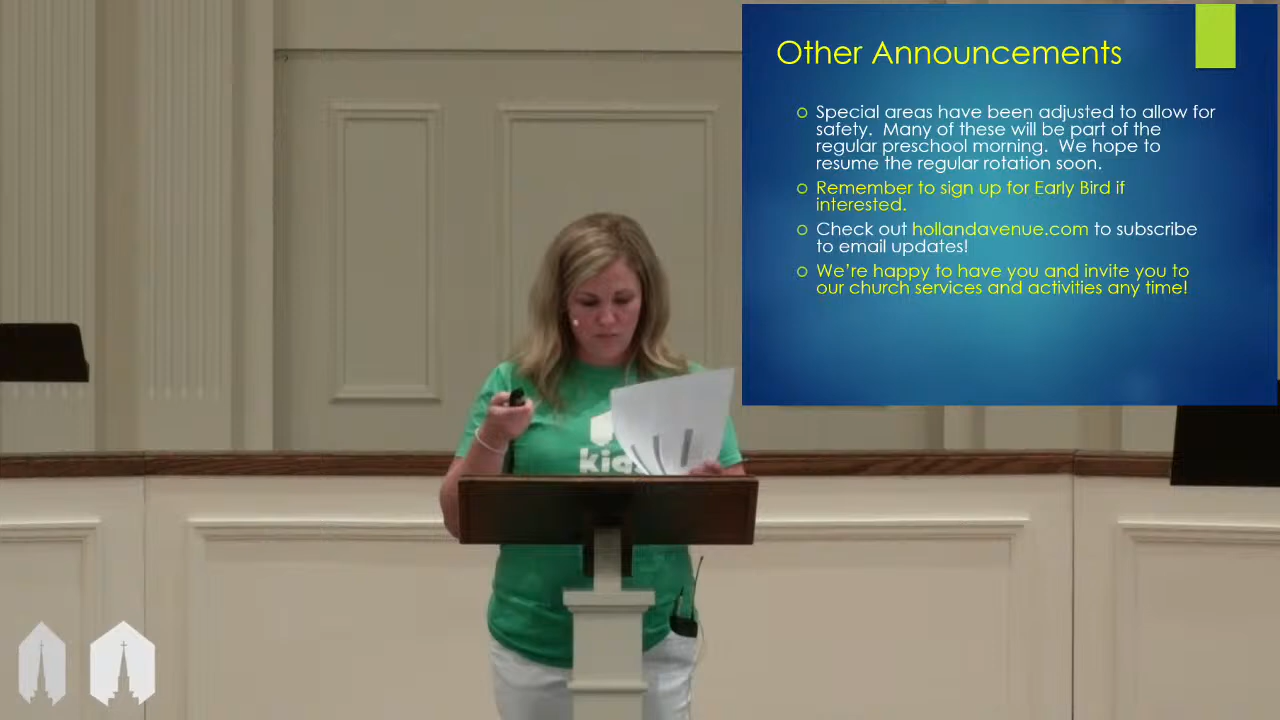 Other Announcements
Special areas have been adjusted to allow for
safety. Many of these will be part of the
regular preschool morning. We hope to
resume the regular rotation soon.
Remember to sign up for Early Bird if
interested.
Check out hollandavenue.com to subscribe
to email updates!
We're happy to have you and invite you to
our church services and activities any time!